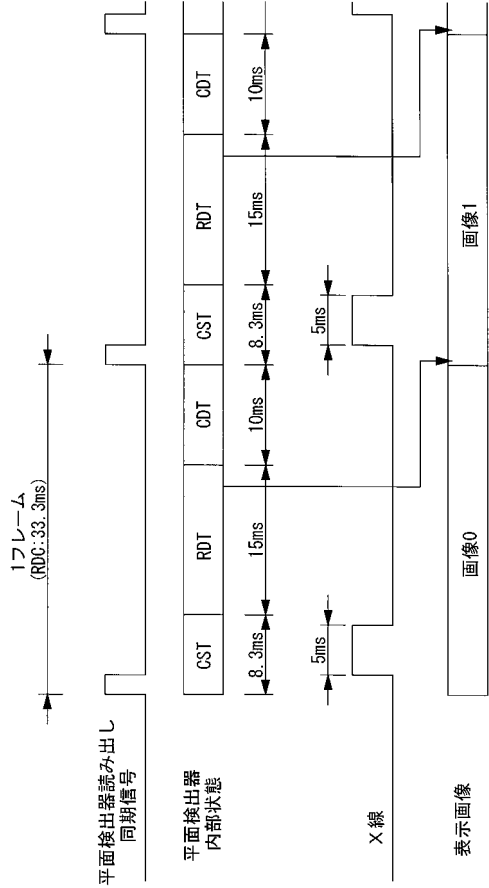 1フレーム
(RDC:33.3ms)
平面検出器読み出し
同期信号
平面検出器
内部状態
CST
RDT
CDT
CST
RDT
CDT
8.3ms
15ms
10ms
8.3ms
15ms
10ms
5ms
5ms
X線
表示画像
画像0
画像1